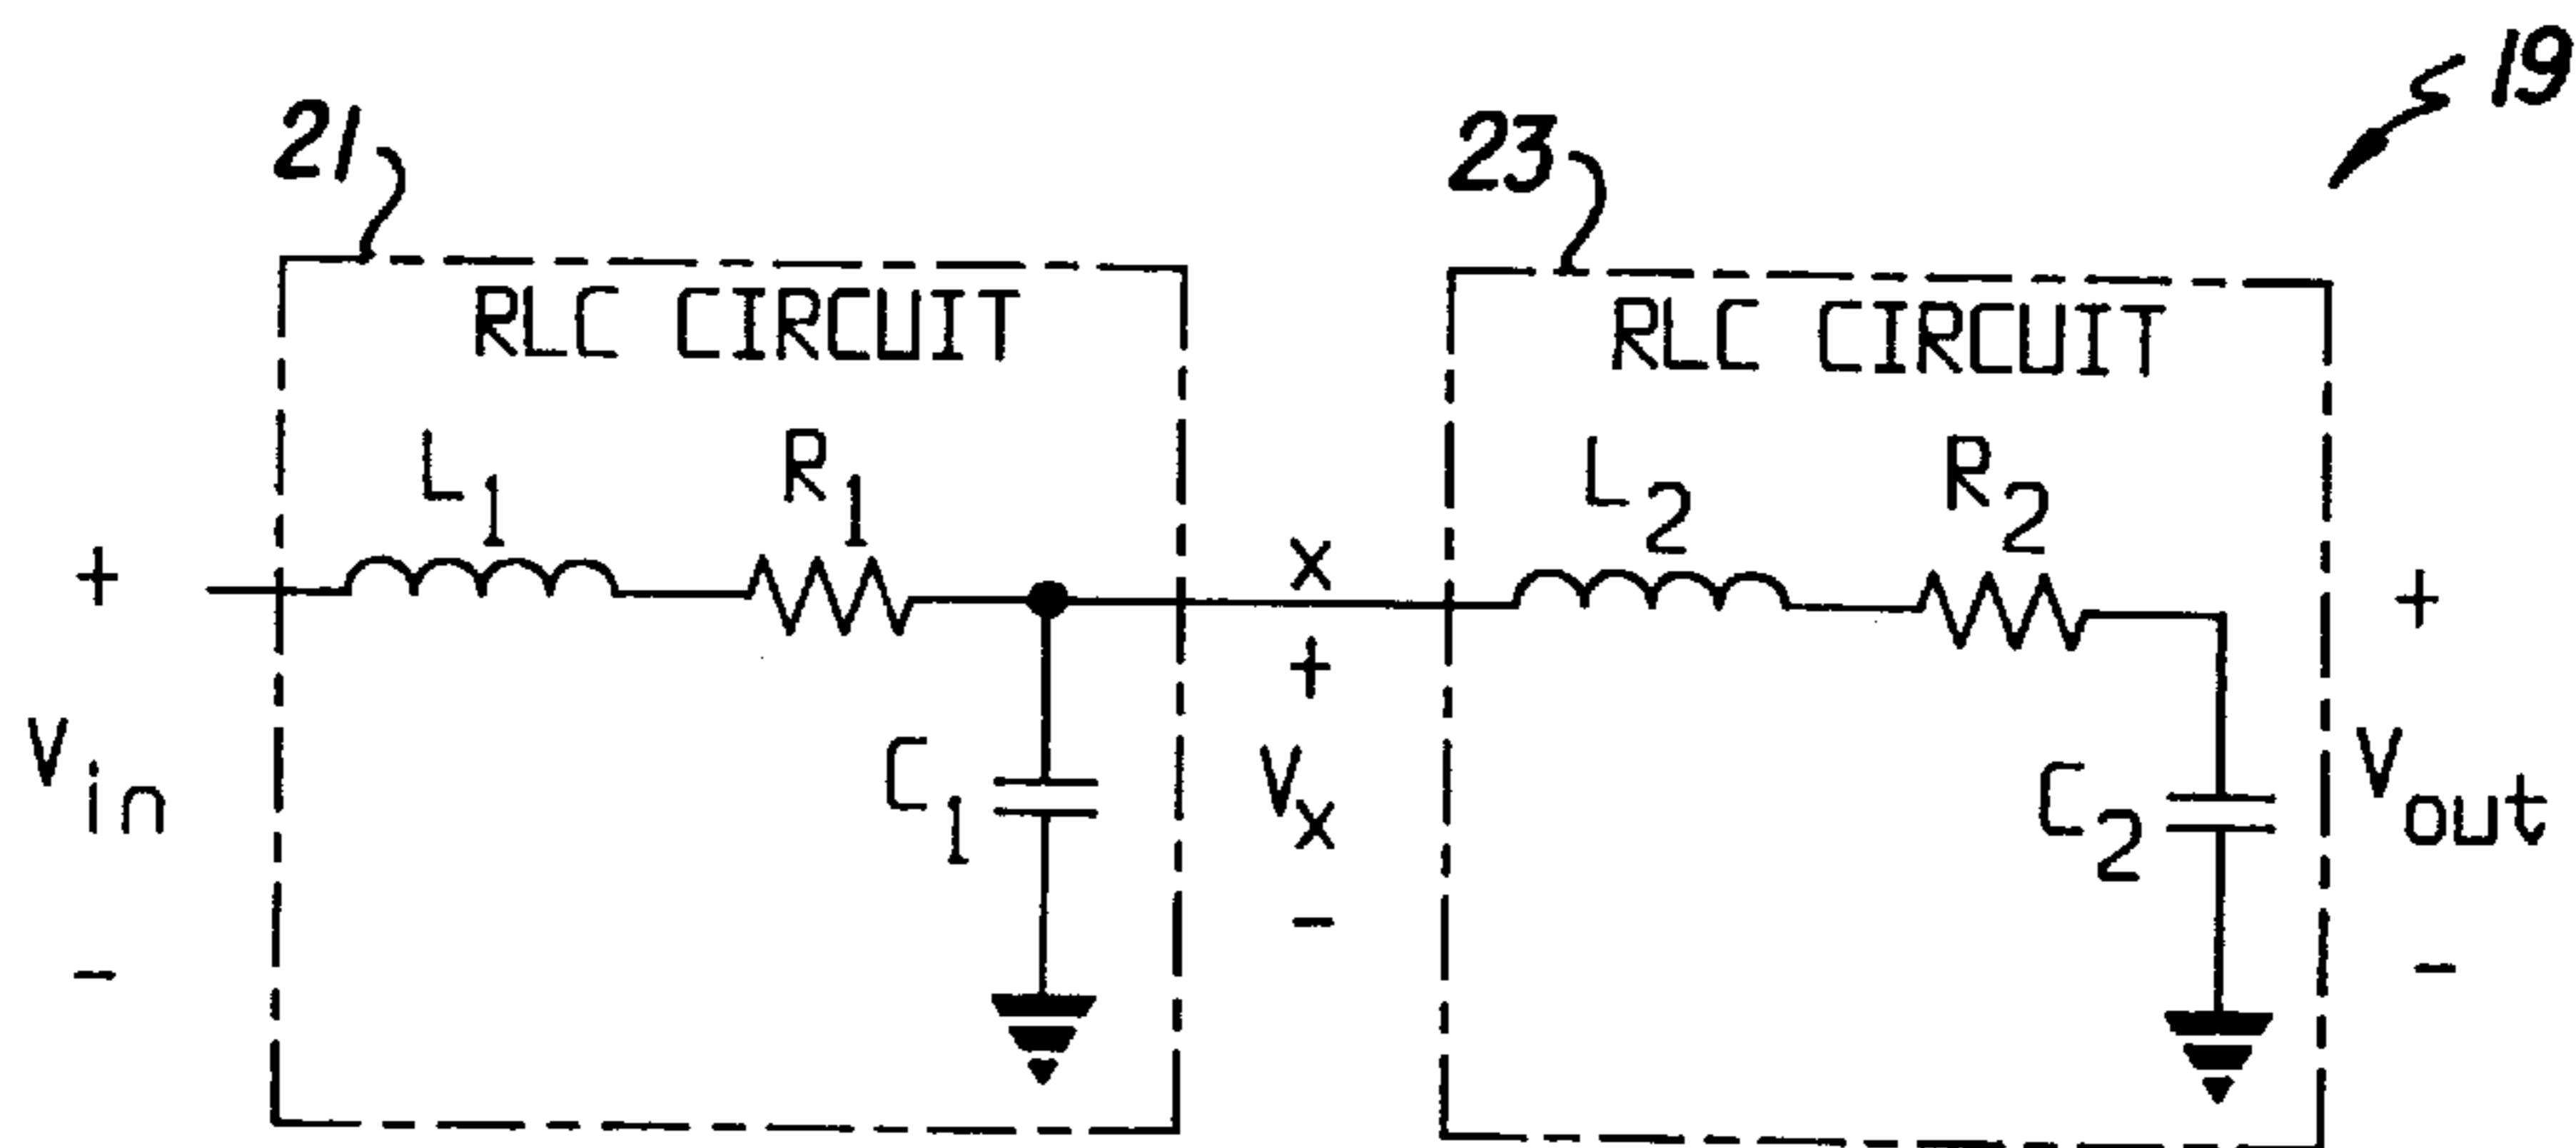 19
21
23
RLC CIRCUIT
RLC CIRCUIT
L1
R1
L2
R2
x
+
+
+
Vin
C1
Vx
C2
Vout
-
-
-